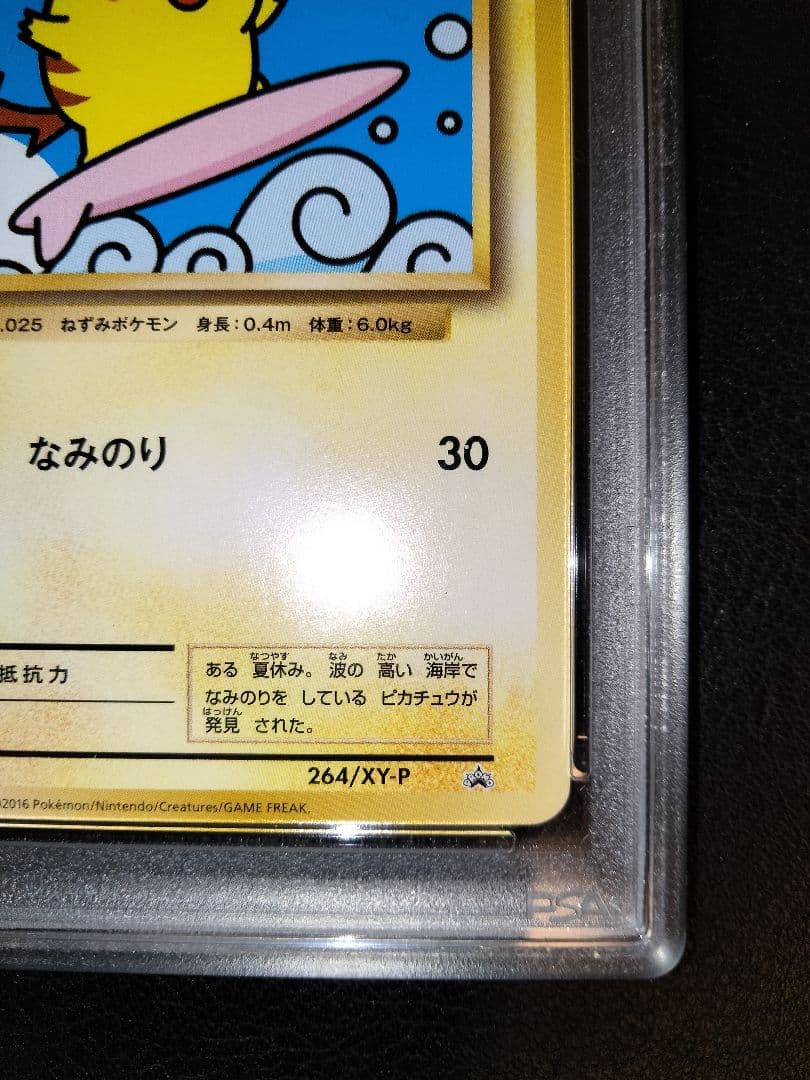 .025 ねずみポケモン 身長:0.4m 体重:6.0kg
なみのり 30
抵抗力
なつやす なみ たか かいがん
ある 夏休み。 波の 高い 海岸で
なみのりを している ピカチュウが
はっけん
発見 された。
264/XY-P
©2016 Pokémon/Nintendo/Creatures/GAME FREAK.
PSA